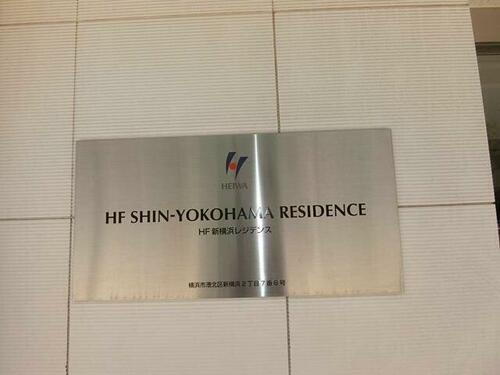 HEIWA
HF SHIN-YOKOHAMA RESIDENCE
HF 新横浜レジデンス
横浜市港北区新横浜2丁目7番8号